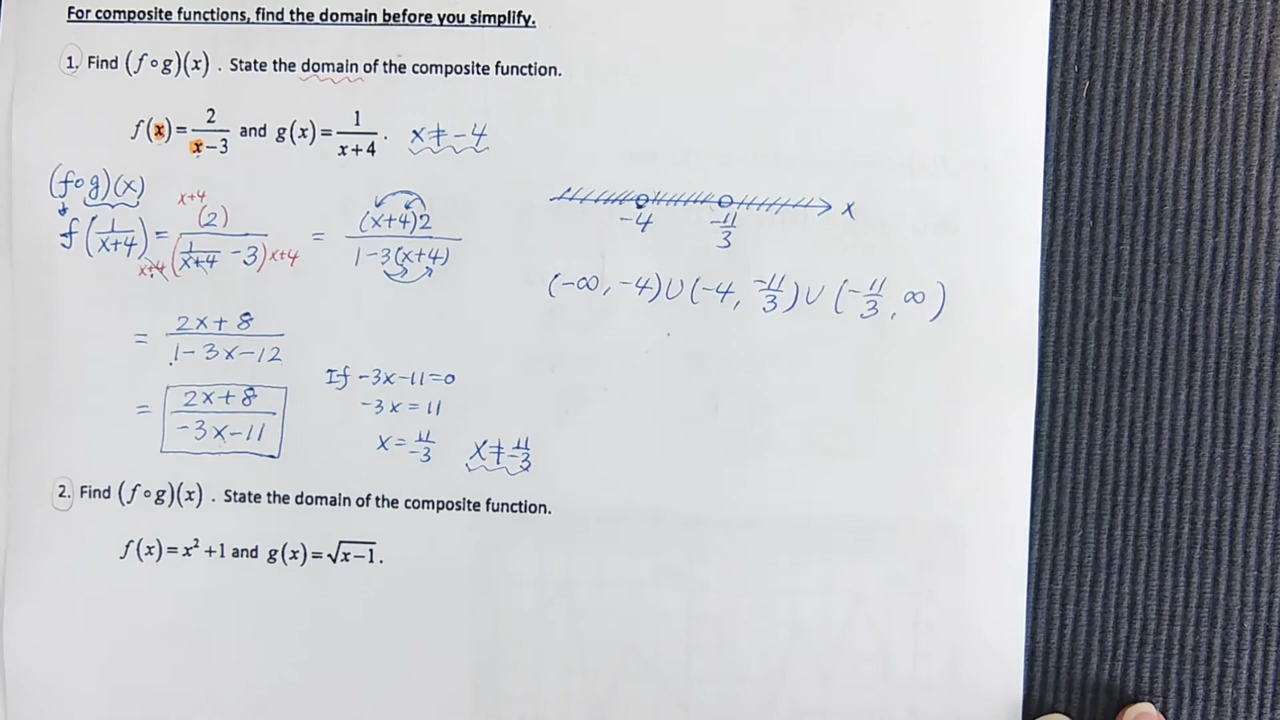 For composite functions, find the domain before you simplify.
1. Find (f∘g)(x). State the domain of the composite function.
f(x)=2/(x−3) and g(x)=1/(x+4). x≠−4
(f∘g)(x)
f(1/(x+4)) = x+4 (2) / x+4 (1/(x+4) −3) x+4 = (x+4)2 / 1−3(x+4)
−4 −11/3 x
(−∞, −4)∪(−4, −11/3)∪(−11/3, ∞)
= 2x+8 / 1−3x−12
= 2x+8 / −3x−11
If −3x−11=0
−3x=11
x=11/−3 x≠11/−3
2. Find (f∘g)(x). State the domain of the composite function.
f(x)=x²+1 and g(x)=√(x−1).